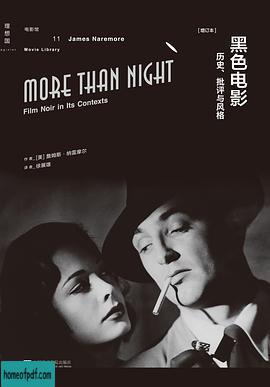 理想国
电影馆
11 James Naremore
Movie Library
[增订本]
黑色电影
历史、批评与风格
MORE THAN NIGHT
Film Noir in Its Contexts
作者_[美] 詹姆斯·纳雷摩尔
译者_徐展雄
homeofpdf.com